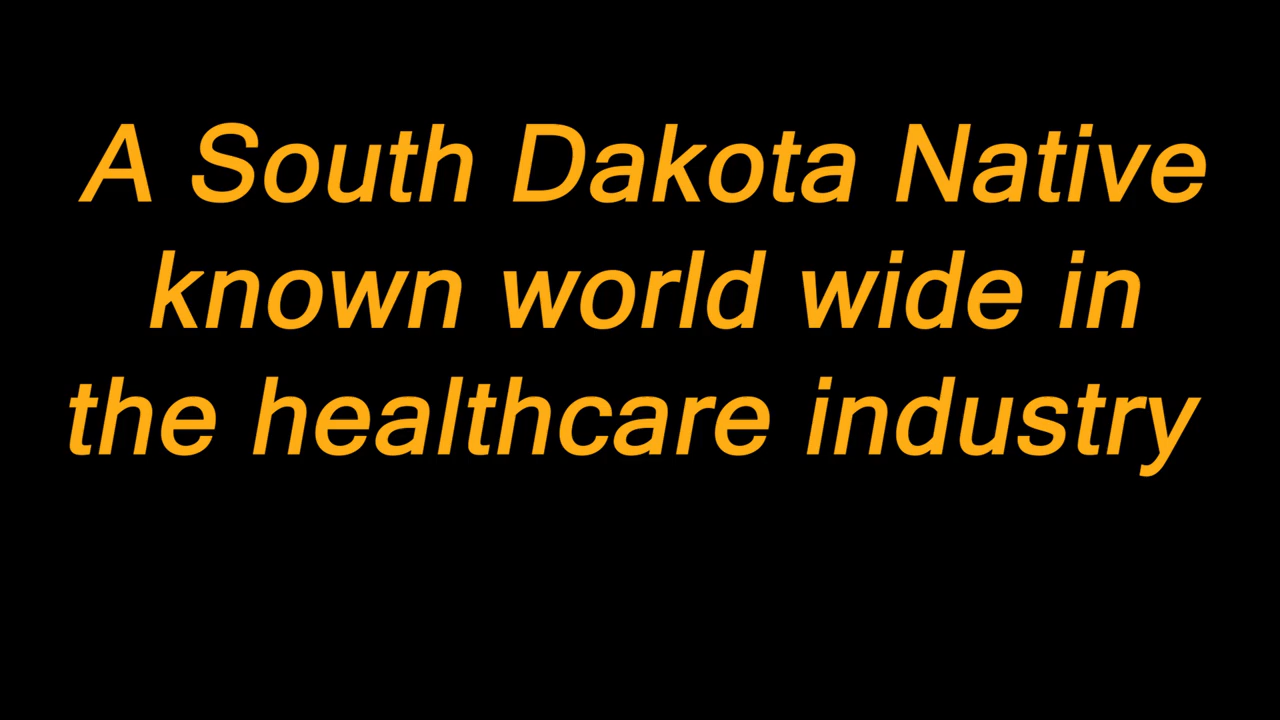 A South Dakota Native
known world wide in
the healthcare industry